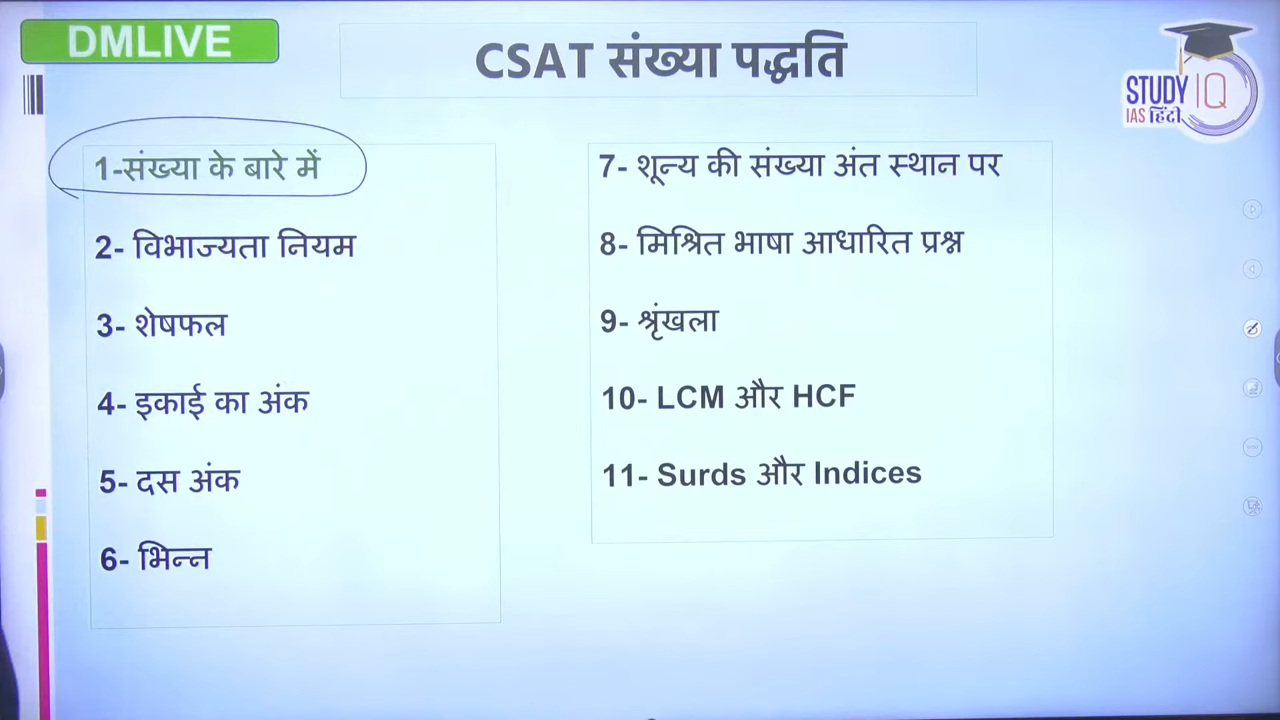 DMLIVE
CSAT संख्या पद्धति
STUDY IQ
IAS हिंदी
1-संख्या के बारे में
2- विभाज्यता नियम
3- शेषफल
4- इकाई का अंक
5- दस अंक
6- भिन्न
7- शून्य की संख्या अंत स्थान पर
8- मिश्रित भाषा आधारित प्रश्न
9- श्रृंखला
10- LCM और HCF
11- Surds और Indices